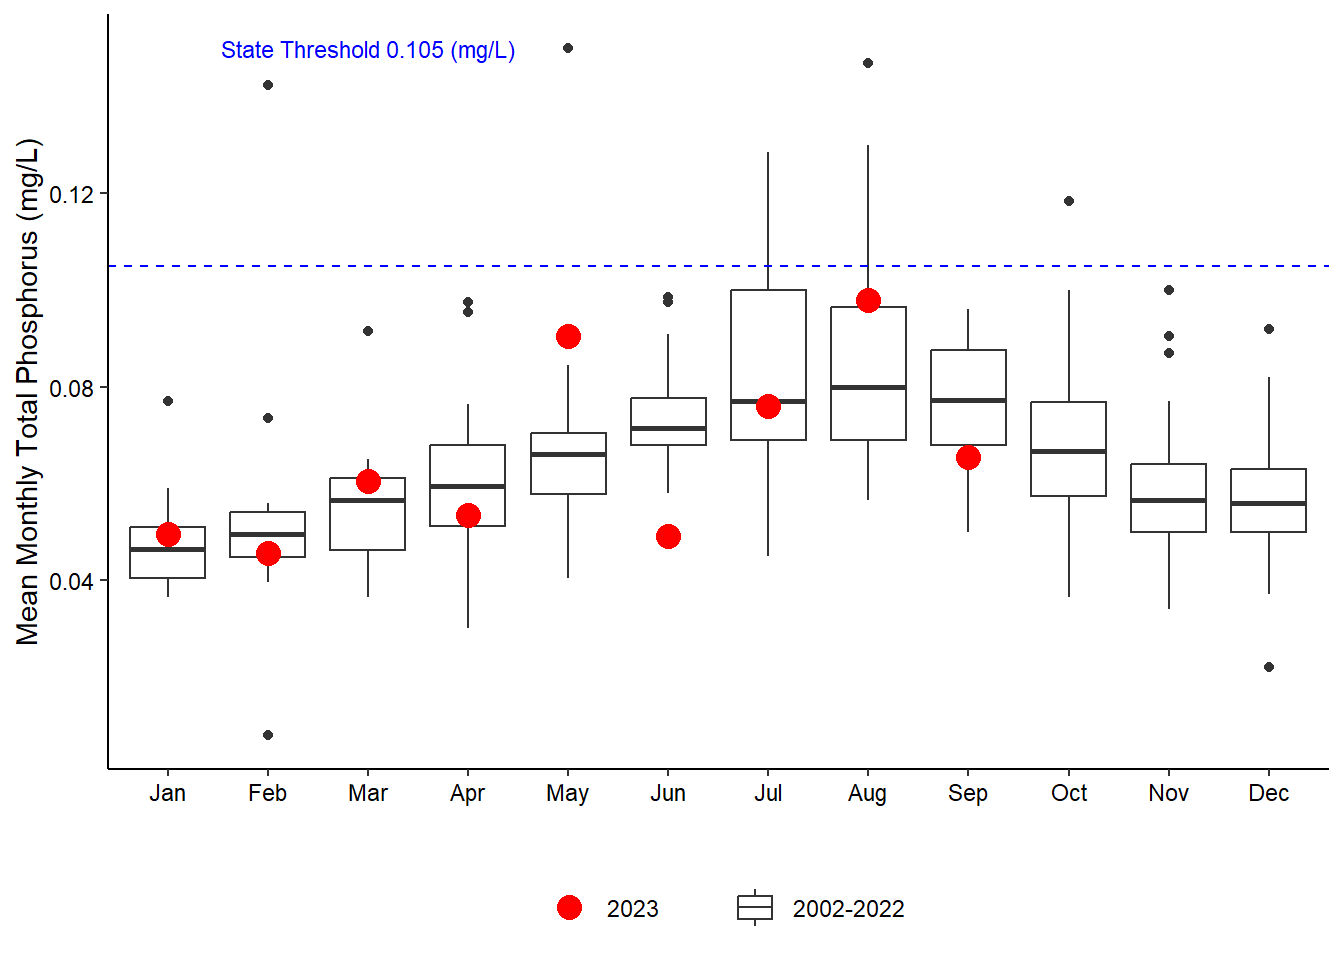 State Threshold 0.105 (mg/L)
Mean Monthly Total Phosphorus (mg/L)
0.12
0.08
0.04
Jan Feb Mar Apr May Jun Jul Aug Sep Oct Nov Dec
2023 2002-2022